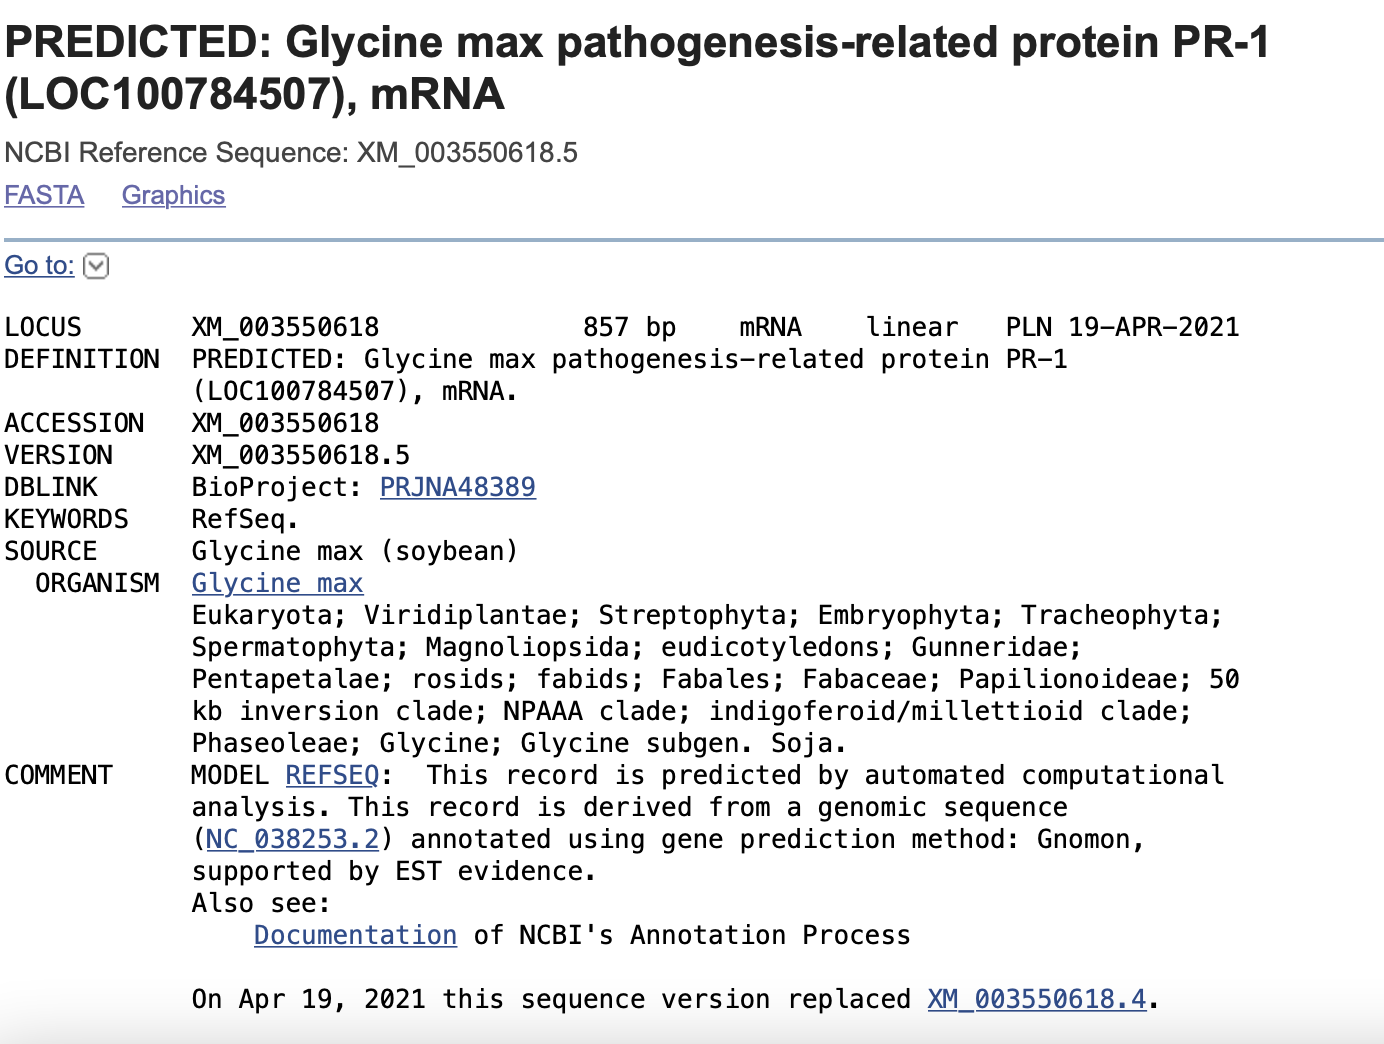 PREDICTED: Glycine max pathogenesis-related protein PR-1
(LOC100784507), mRNA
NCBI Reference Sequence: XM_003550618.5
FASTA Graphics
Go to:
LOCUS XM_003550618 857 bp mRNA linear PLN 19-APR-2021
DEFINITION PREDICTED: Glycine max pathogenesis-related protein PR-1
(LOC100784507), mRNA.
ACCESSION XM_003550618
VERSION XM_003550618.5
DBLINK BioProject: PRJNA48389
KEYWORDS RefSeq.
SOURCE Glycine max (soybean)
ORGANISM Glycine max
Eukaryota; Viridiplantae; Streptophyta; Embryophyta; Tracheophyta;
Spermatophyta; Magnoliopsida; eudicotyledons; Gunneridae;
Pentapetalae; rosids; fabids; Fabales; Fabaceae; Papilionoideae; 50
kb inversion clade; NPAAA clade; indigoferoid/millettioid clade;
Phaseoleae; Glycine; Glycine subgen. Soja.
COMMENT MODEL REFSEQ: This record is predicted by automated computational
analysis. This record is derived from a genomic sequence
(NC_038253.2) annotated using gene prediction method: Gnomon,
supported by EST evidence.
Also see:
Documentation of NCBI's Annotation Process
On Apr 19, 2021 this sequence version replaced XM_003550618.4.